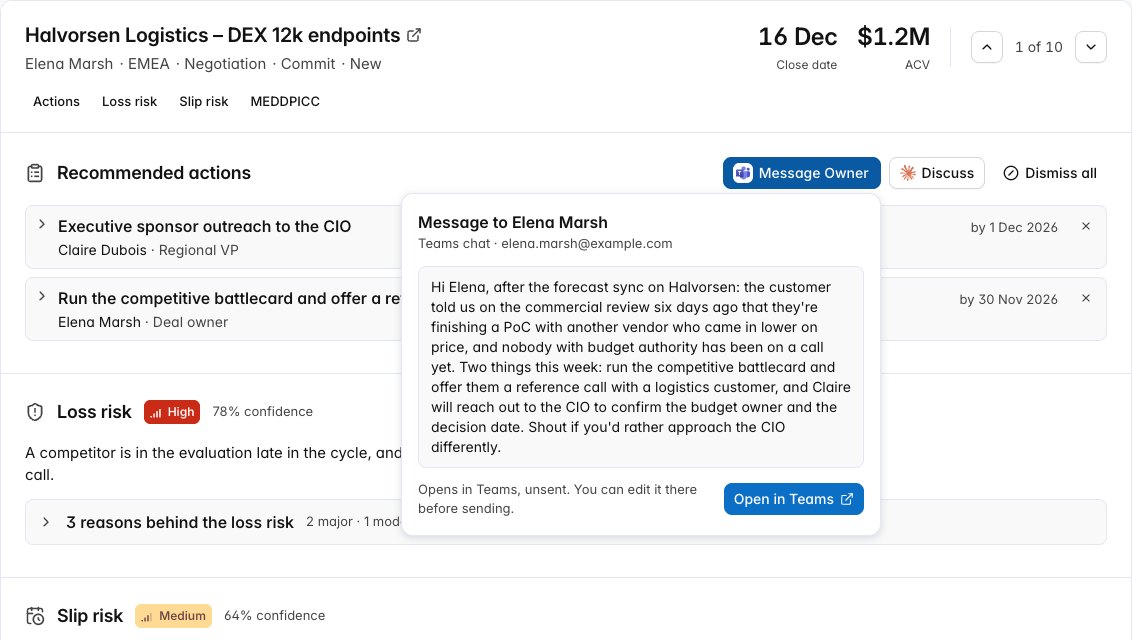 Halvorsen Logistics – DEX 12k endpoints
Elena Marsh · EMEA · Negotiation · Commit · New
16 Dec
Close date
$1.2M
ACV
1 of 10
Actions
Loss risk
Slip risk
MEDDPICC
Recommended actions
Message Owner
Discuss
Dismiss all
Executive sponsor outreach to the CIO
Claire Dubois · Regional VP
by 1 Dec 2026
Run the competitive battlecard and offer a re
Elena Marsh · Deal owner
by 30 Nov 2026
Message to Elena Marsh
Teams chat · elena.marsh@example.com
Hi Elena, after the forecast sync on Halvorsen: the customer
told us on the commercial review six days ago that they're
finishing a PoC with another vendor who came in lower on
price, and nobody with budget authority has been on a call
yet. Two things this week: run the competitive battlecard and
offer them a reference call with a logistics customer, and Claire
will reach out to the CIO to confirm the budget owner and the
decision date. Shout if you'd rather approach the CIO
differently.
Opens in Teams, unsent. You can edit it there
before sending.
Open in Teams
Loss risk
High
78% confidence
A competitor is in the evaluation late in the cycle, and
call.
3 reasons behind the loss risk
2 major · 1 mod
Slip risk
Medium
64% confidence